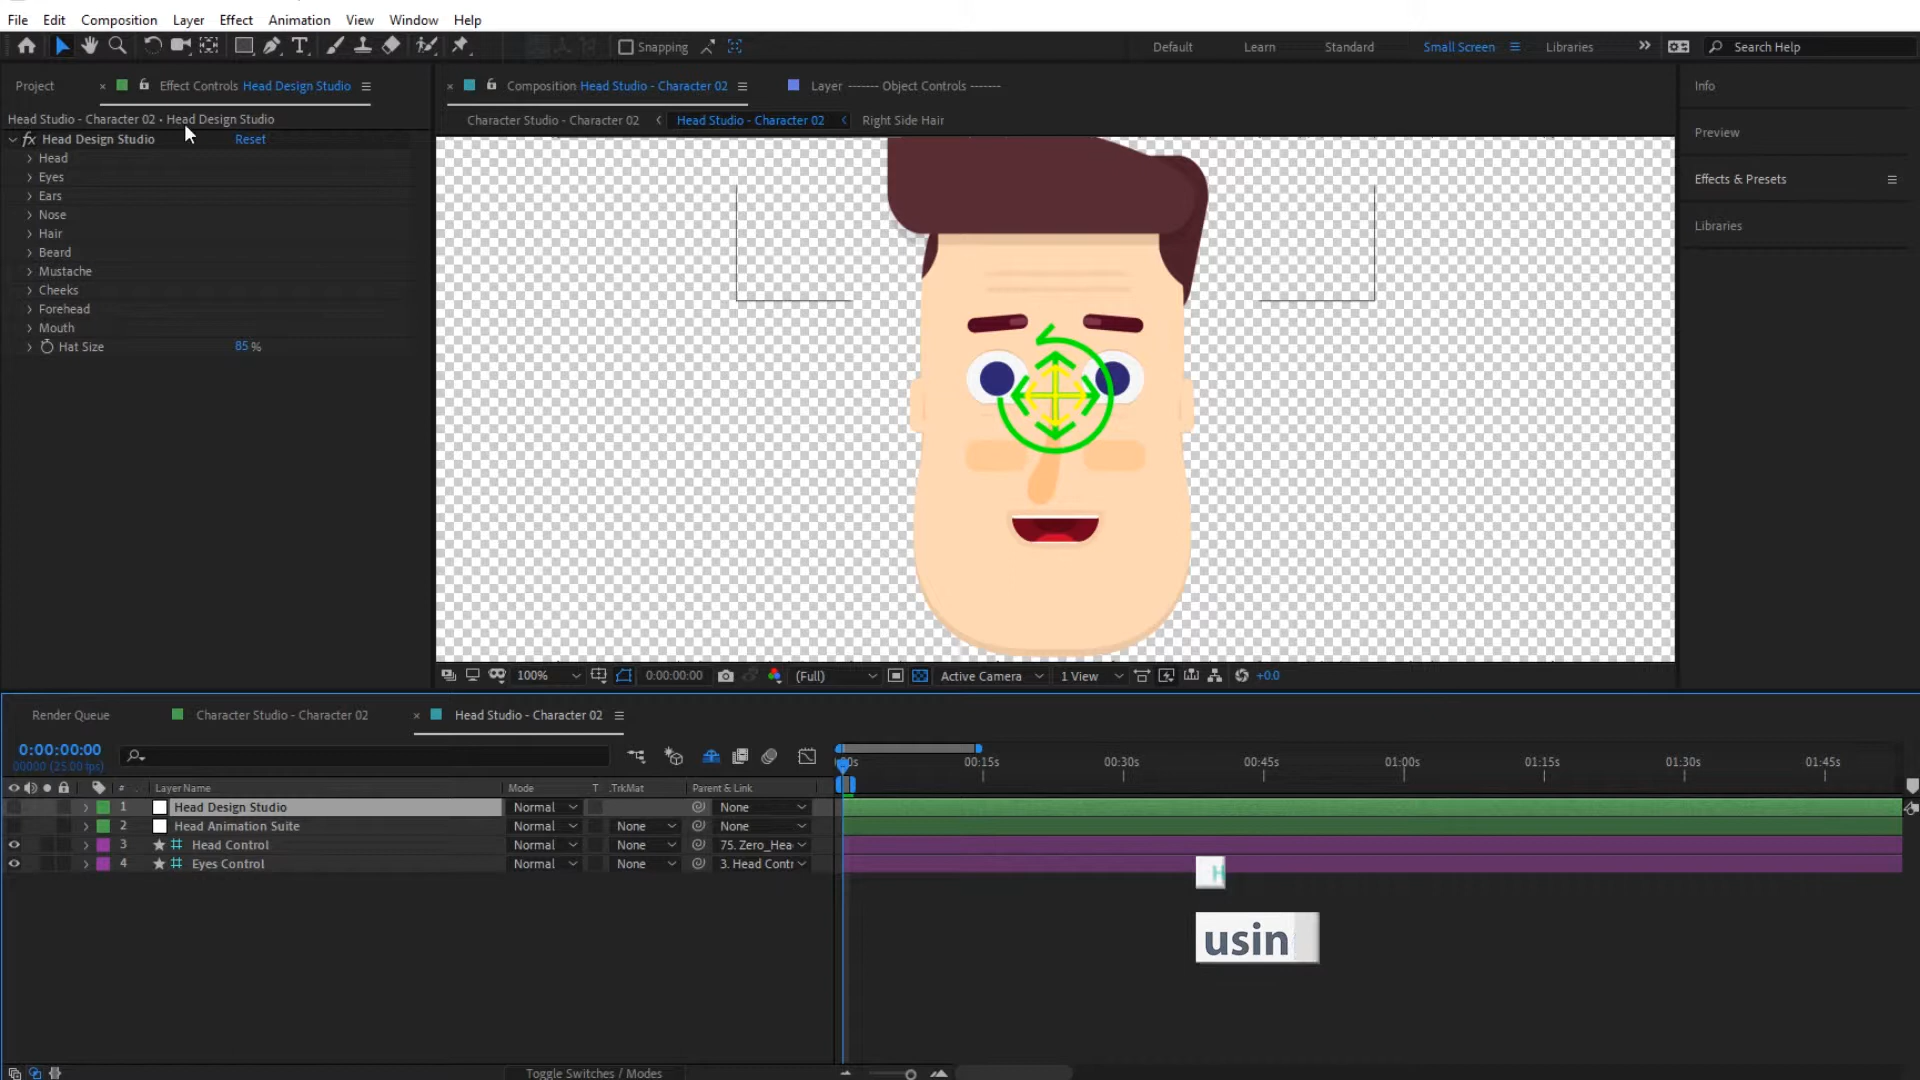 File Edit Composition Layer Effect Animation View Window Help
Snapping Default Learn Standard Small Screen Libraries Search Help
Project Effect Controls Head Design Studio Composition Head Studio - Character 02 Layer ------- Object Controls -------
Info
Head Studio - Character 02 • Head Design Studio
Character Studio - Character 02 Head Studio - Character 02 Right Side Hair
fx Head Design Studio Reset
Preview
Head
Eyes
Effects & Presets
Ears
Nose
Libraries
Hair
Beard
Mustache
Cheeks
Forehead
Mouth
Hat Size 85 %
100% 0:00:00:00 (Full) Active Camera 1 View +0.0
Render Queue Character Studio - Character 02 Head Studio - Character 02
0:00:00:00
00000 (25.00 fps)
00:15s 00:30s 00:45s 01:00s 01:15s 01:30s 01:45s
# Layer Name Mode T .TrkMat Parent & Link
1 Head Design Studio Normal None
2 Head Animation Suite Normal None None
3 Head Control Normal None 75. Zero_Hea
4 Eyes Control Normal None 3. Head Contr
H
usin
Toggle Switches / Modes